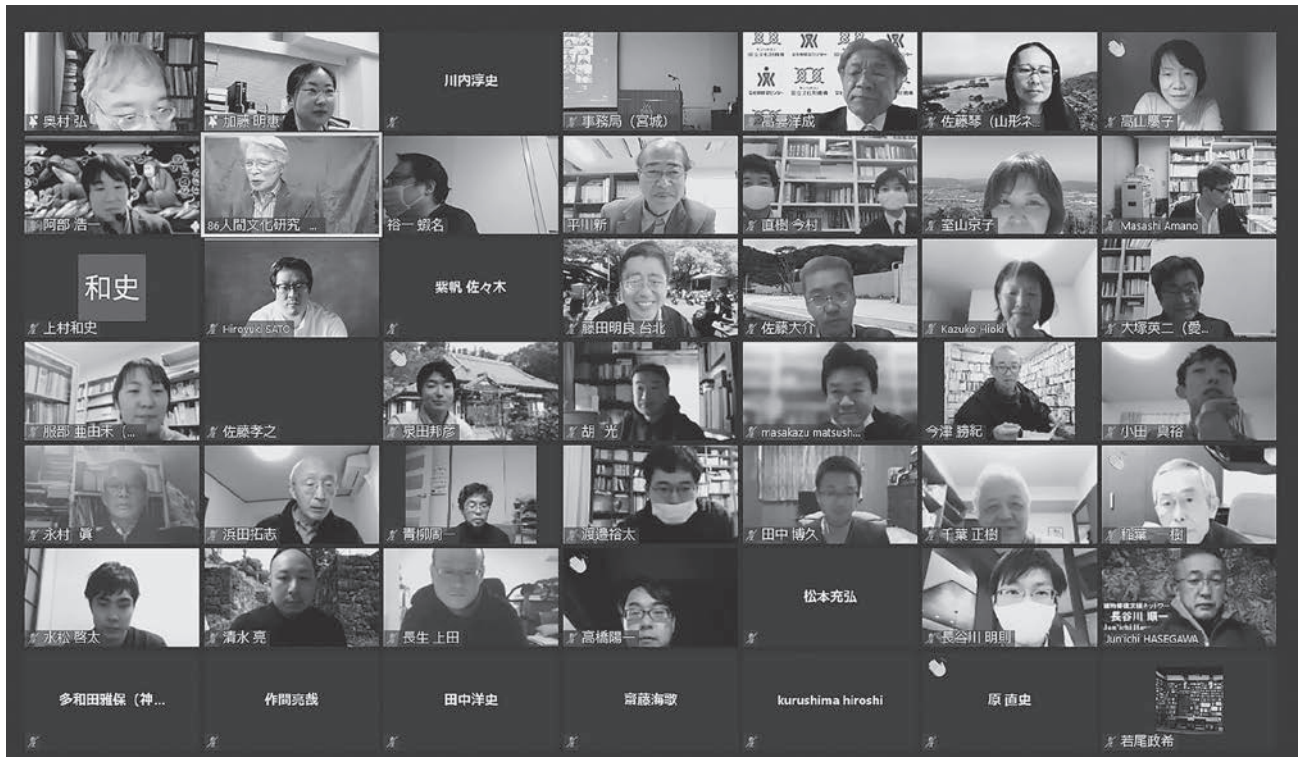 奥村 弘
加藤 明恵
川内淳史
事務局（宮城）
高妻洋成
佐藤琴（山形ネ...
高山慶子
阿部 浩一
86人間文化研究 ...
裕一 蝦名
平川新
直樹 今村
室山京子
Masashi Amano
和史
上村和史
Hiroyuki SATO
紫帆 佐々木
藤田明良 台北
佐藤大介
Kazuko Hioki
大塚英二（愛...
服部 亜由未（...
佐藤孝之
泉田邦彦
胡 光
masakazu matsush...
今津 勝紀
小田 真裕
永村 眞
浜田拓志
青柳周一
渡邉裕太
田中 博久
千葉 正樹
稲葉 一樹
水松 啓太
清水 亮
長生 上田
高橋陽一
松本充弘
長谷川 明則
長谷川 順一
Jun'ichi HASEGAWA
多和田雅保（神...
作間亮哉
田中洋史
齋藤海歌
kurushima hiroshi
原 直史
若尾政希